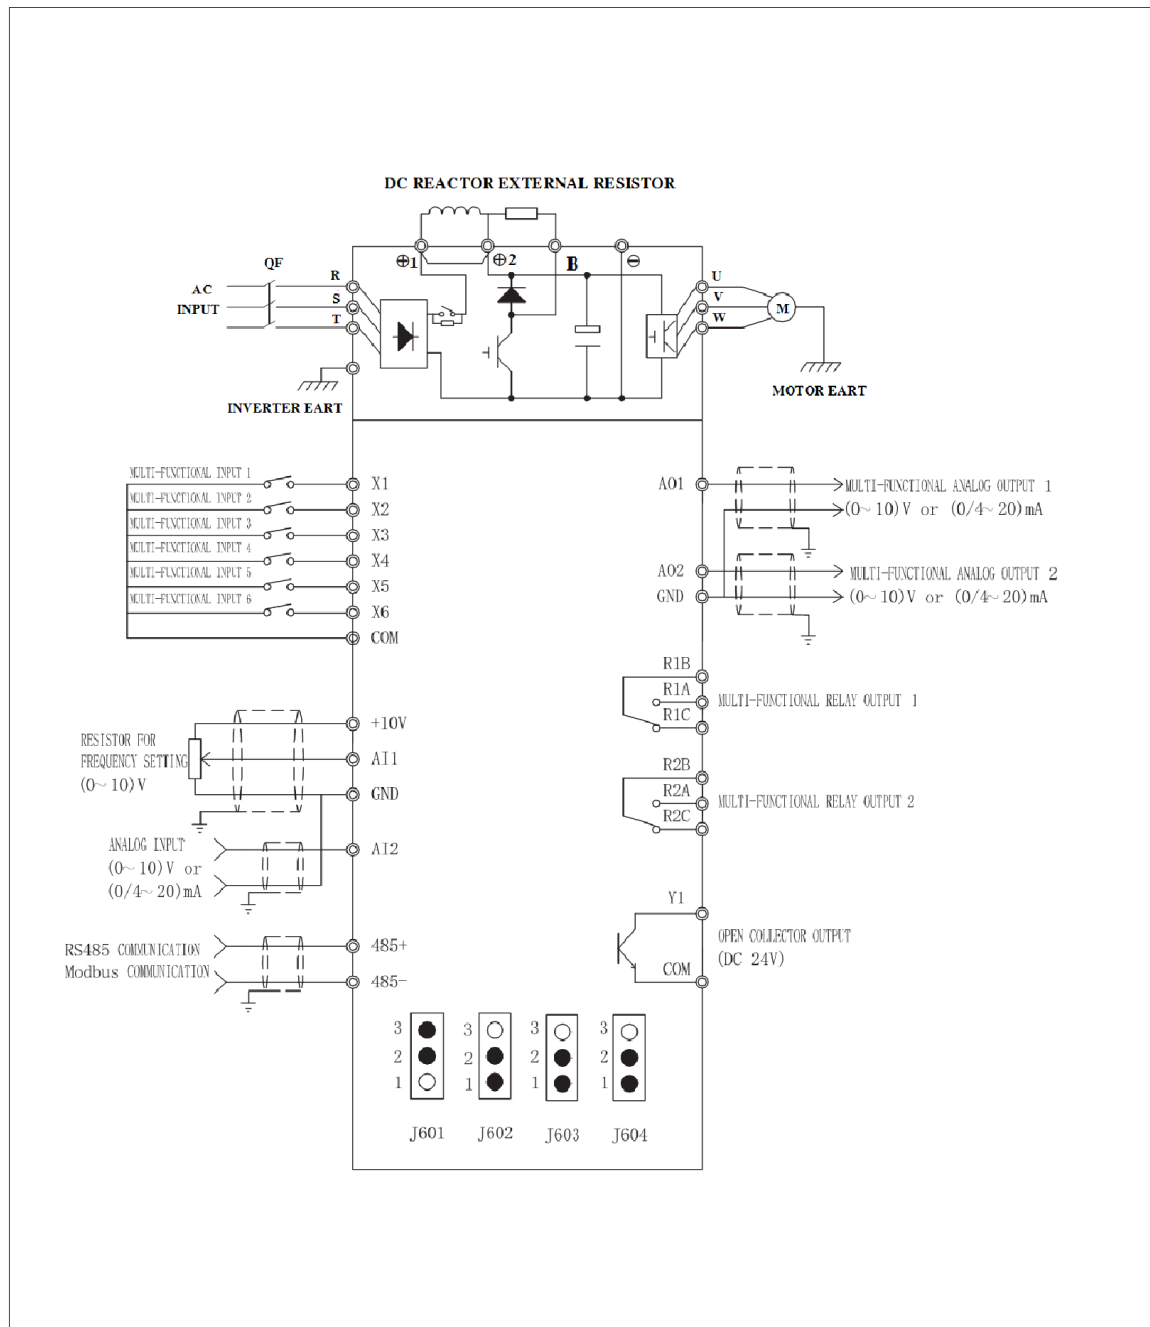 DC REACTOR EXTERNAL RESISTOR
⊕1
⊕2
B
⊖
QF
AC
INPUT
R
S
T
U
V
W
M
INVERTER EART
MOTOR EART
MULTI-FUNCTIONAL INPUT 1
MULTI-FUNCTIONAL INPUT 2
MULTI-FUNCTIONAL INPUT 3
MULTI-FUNCTIONAL INPUT 4
MULTI-FUNCTIONAL INPUT 5
MULTI-FUNCTIONAL INPUT 6
X1
X2
X3
X4
X5
X6
COM
AO1
MULTI-FUNCTIONAL ANALOG OUTPUT 1
(0~10)V or (0/4~20)mA
AO2
GND
MULTI-FUNCTIONAL ANALOG OUTPUT 2
(0~10)V or (0/4~20)mA
R1B
R1A
R1C
MULTI-FUNCTIONAL RELAY OUTPUT 1
R2B
R2A
R2C
MULTI-FUNCTIONAL RELAY OUTPUT 2
RESISTOR FOR
FREQUENCY SETTING
(0~10)V
+10V
AI1
GND
ANALOG INPUT
(0~10)V or
(0/4~20)mA
AI2
RS485 COMMUNICATION
Modbus COMMUNICATION
485+
485-
Y1
COM
OPEN COLLECTOR OUTPUT
(DC 24V)
3 3 3 3
2 2 2 2
1 1 1 1
J601 J602 J603 J604